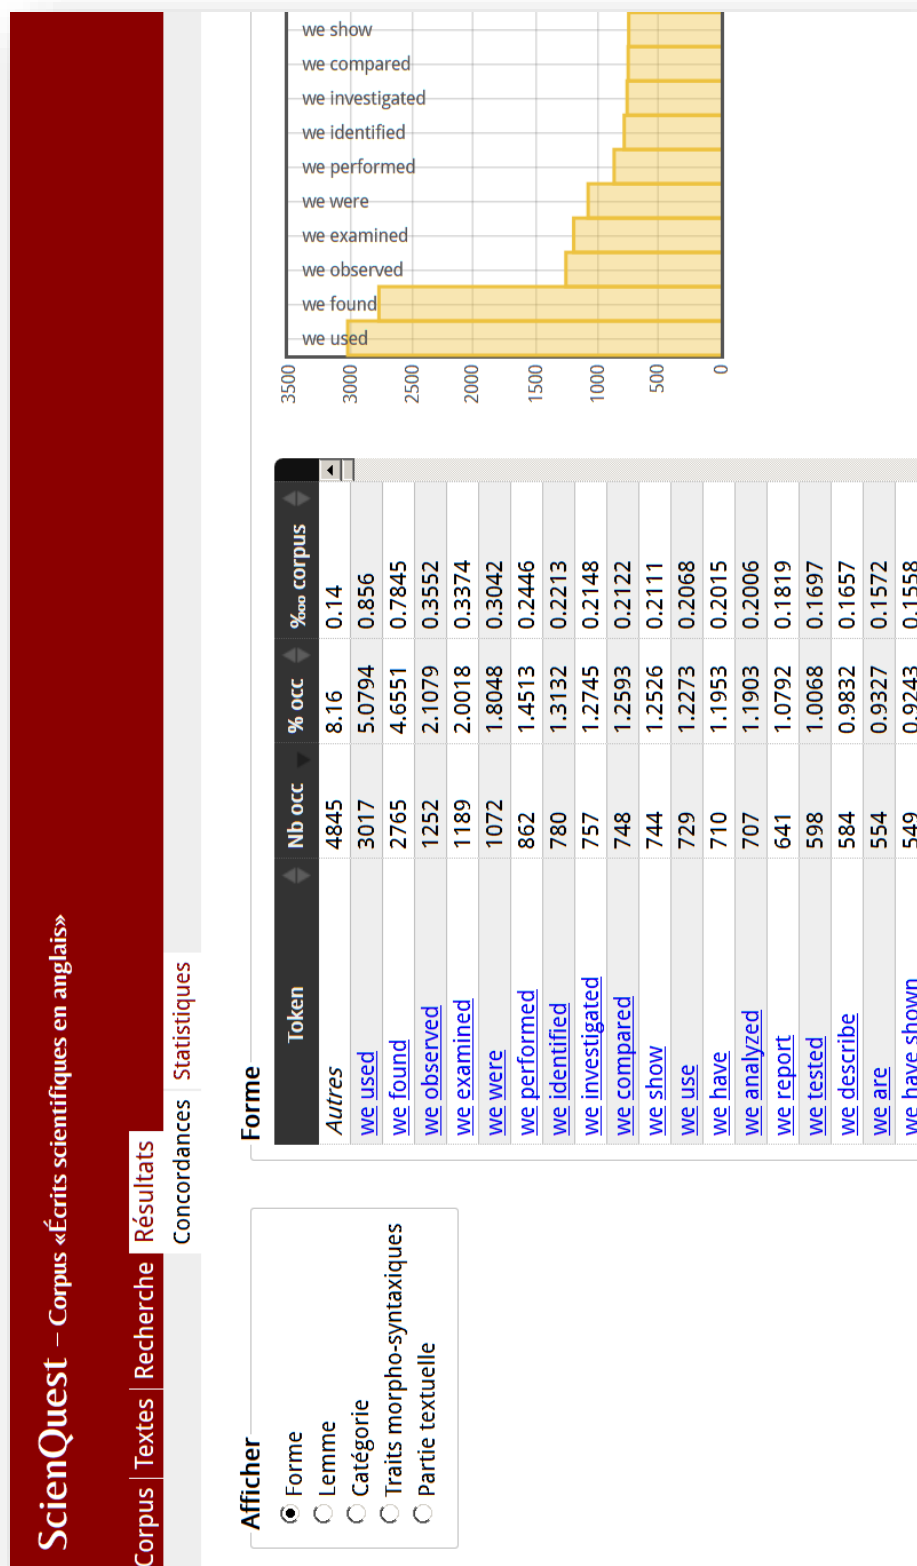 ScienQuest – Corpus «Écrits scientifiques en anglais»
Corpus | Textes | Recherche Résultats
Concordances Statistiques
Afficher
Forme
Lemme
Catégorie
Traits morpho-syntaxiques
Partie textuelle
Forme
Token Nb occ % occ ‱ corpus
Autres 4845 8.16 0.14
we used 3017 5.0794 0.856
we found 2765 4.6551 0.7845
we observed 1252 2.1079 0.3552
we examined 1189 2.0018 0.3374
we were 1072 1.8048 0.3042
we performed 862 1.4513 0.2446
we identified 780 1.3132 0.2213
we investigated 757 1.2745 0.2148
we compared 748 1.2593 0.2122
we show 744 1.2526 0.2111
we use 729 1.2273 0.2068
we have 710 1.1953 0.2015
we analyzed 707 1.1903 0.2006
we report 641 1.0792 0.1819
we tested 598 1.0068 0.1697
we describe 584 0.9832 0.1657
we are 554 0.9327 0.1572
we have shown 549 0.9243 0.1558
3500
3000
2500
2000
1500
1000
500
0
we used
we found
we observed
we examined
we were
we performed
we identified
we investigated
we compared
we show